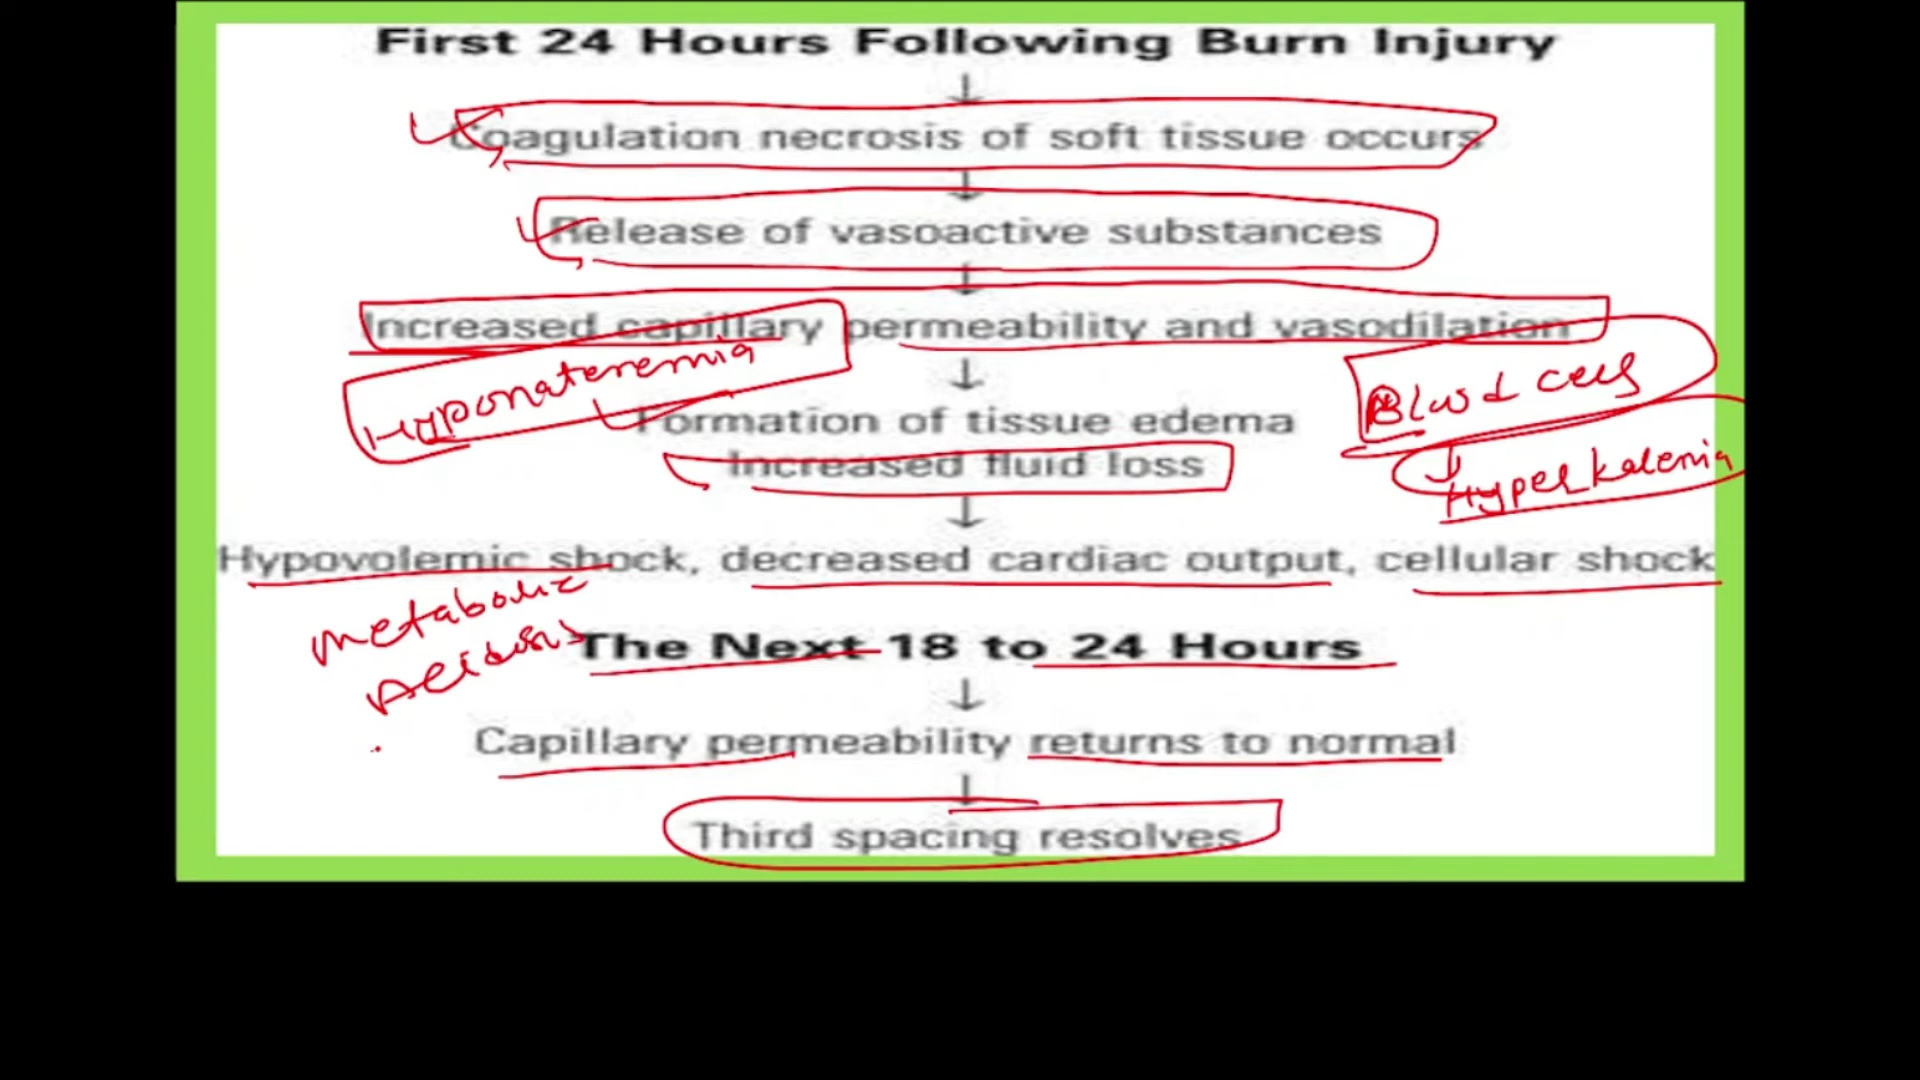 First 24 Hours Following Burn Injury
↓
Coagulation necrosis of soft tissue occurs
↓
Release of vasoactive substances
↓
Increased capillary permeability and vasodilation
Hyponateremia
Blood cells
↓
Formation of tissue edema
Increased fluid loss
Hyperkalemia
↓
Hypovolemic shock, decreased cardiac output, cellular shock
metabolic
Acidosis
The Next 18 to 24 Hours
↓
Capillary permeability returns to normal
↓
Third spacing resolves